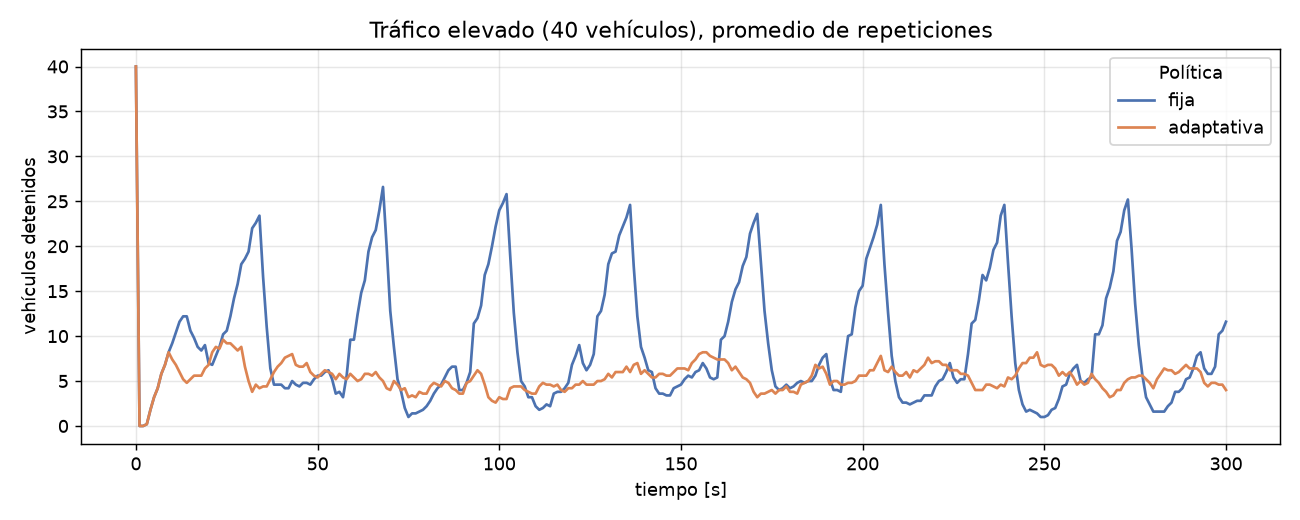 Tráfico elevado (40 vehículos), promedio de repeticiones
Política
fija
adaptativa
vehículos detenidos
40
35
30
25
20
15
10
5
0
0
50
100
150
200
250
300
tiempo [s]